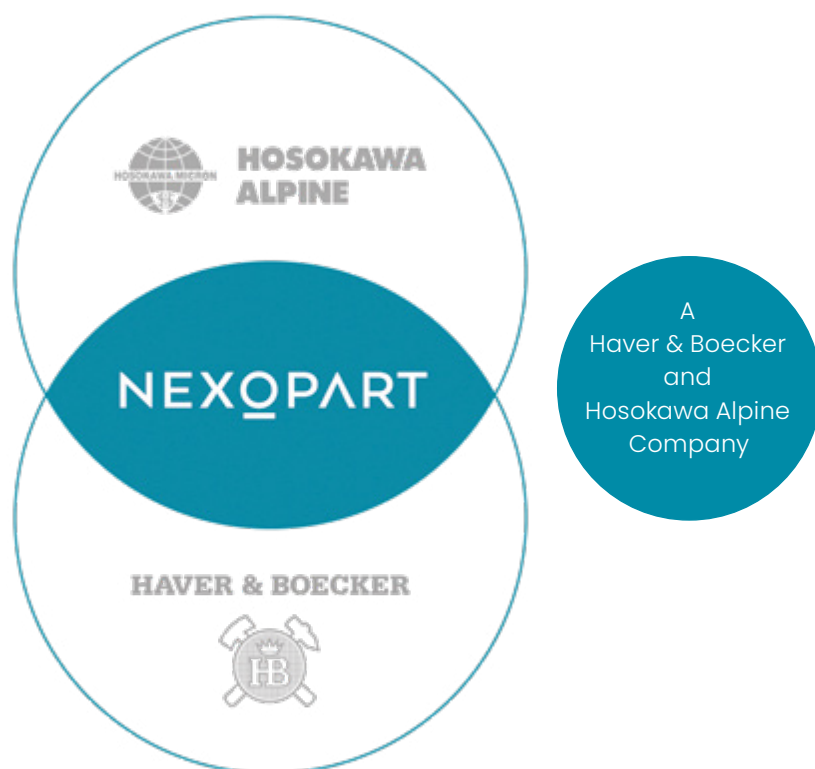 HOSOKAWA MICRON
HOSOKAWA
ALPINE
NEXOPART
HAVER & BOECKER
HB
A
Haver & Boecker
and
Hosokawa Alpine
Company